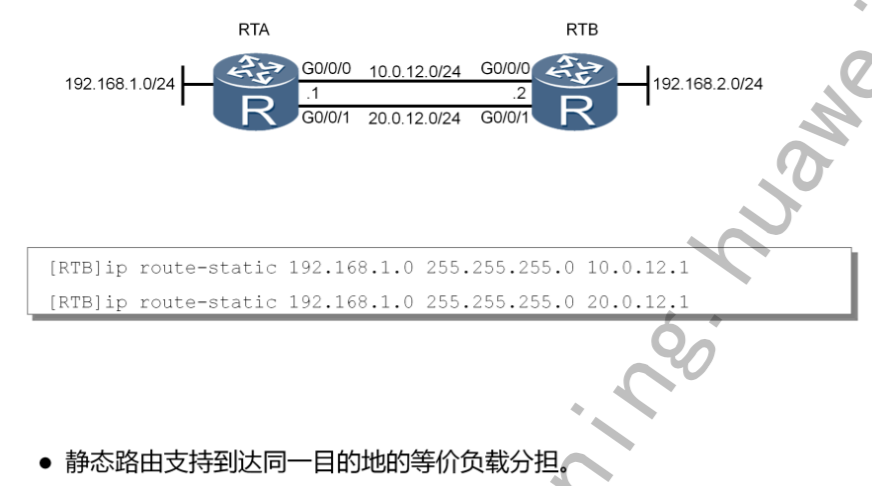 RTA
RTB
192.168.1.0/24
G0/0/0
10.0.12.0/24
G0/0/0
192.168.2.0/24
.1
.2
R
R
G0/0/1
20.0.12.0/24
G0/0/1
[RTB]ip route-static 192.168.1.0 255.255.255.0 10.0.12.1
[RTB]ip route-static 192.168.1.0 255.255.255.0 20.0.12.1
● 静态路由支持到达同一目的地的等价负载分担。
ning.huawe